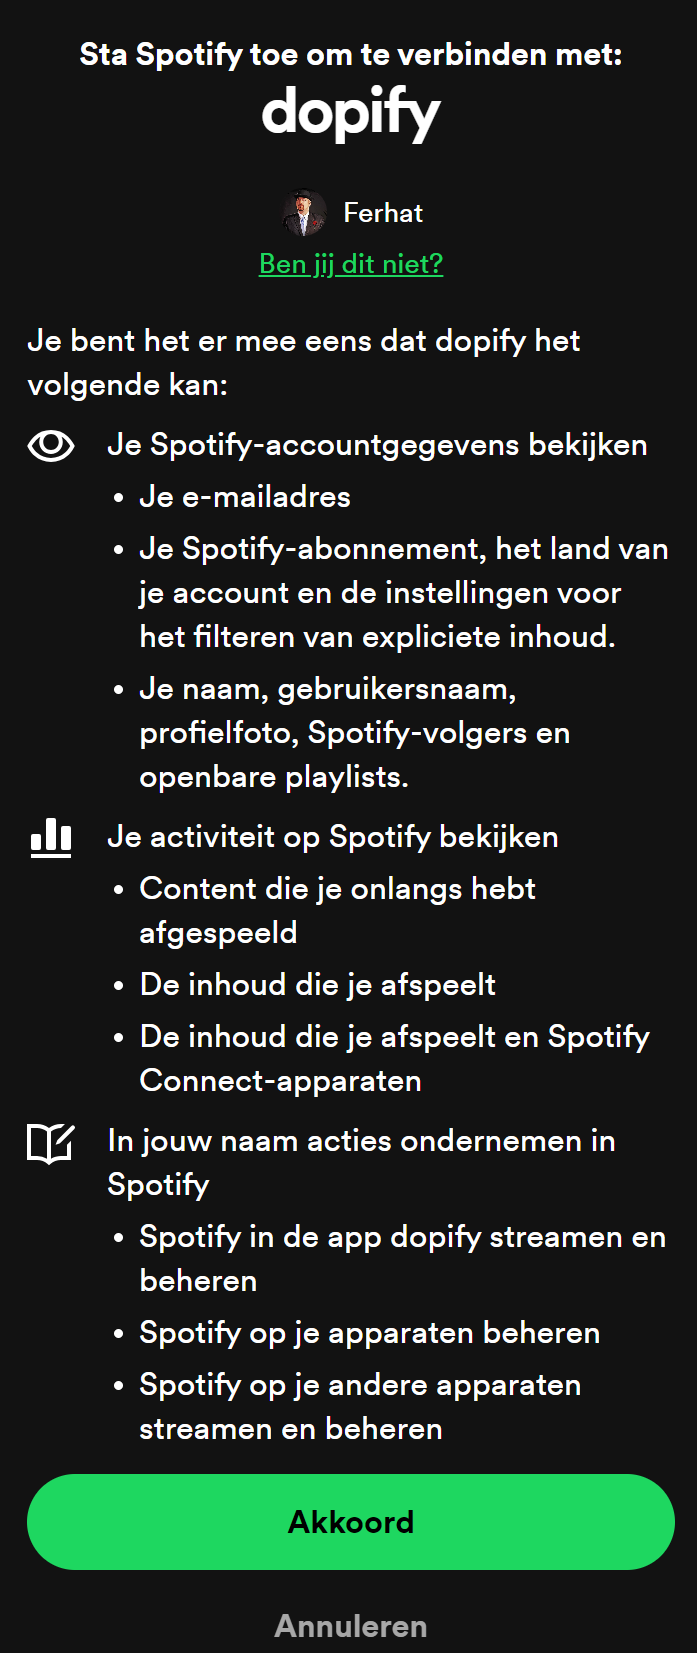 Sta Spotify toe om te verbinden met:
dopify
Ferhat
Ben jij dit niet?
Je bent het er mee eens dat dopify het
volgende kan:
Je Spotify-accountgegevens bekijken
• Je e-mailadres
• Je Spotify-abonnement, het land van
je account en de instellingen voor
het filteren van expliciete inhoud.
• Je naam, gebruikersnaam,
profielfoto, Spotify-volgers en
openbare playlists.
Je activiteit op Spotify bekijken
• Content die je onlangs hebt
afgespeeld
• De inhoud die je afspeelt
• De inhoud die je afspeelt en Spotify
Connect-apparaten
In jouw naam acties ondernemen in
Spotify
• Spotify in de app dopify streamen en
beheren
• Spotify op je apparaten beheren
• Spotify op je andere apparaten
streamen en beheren
Akkoord
Annuleren